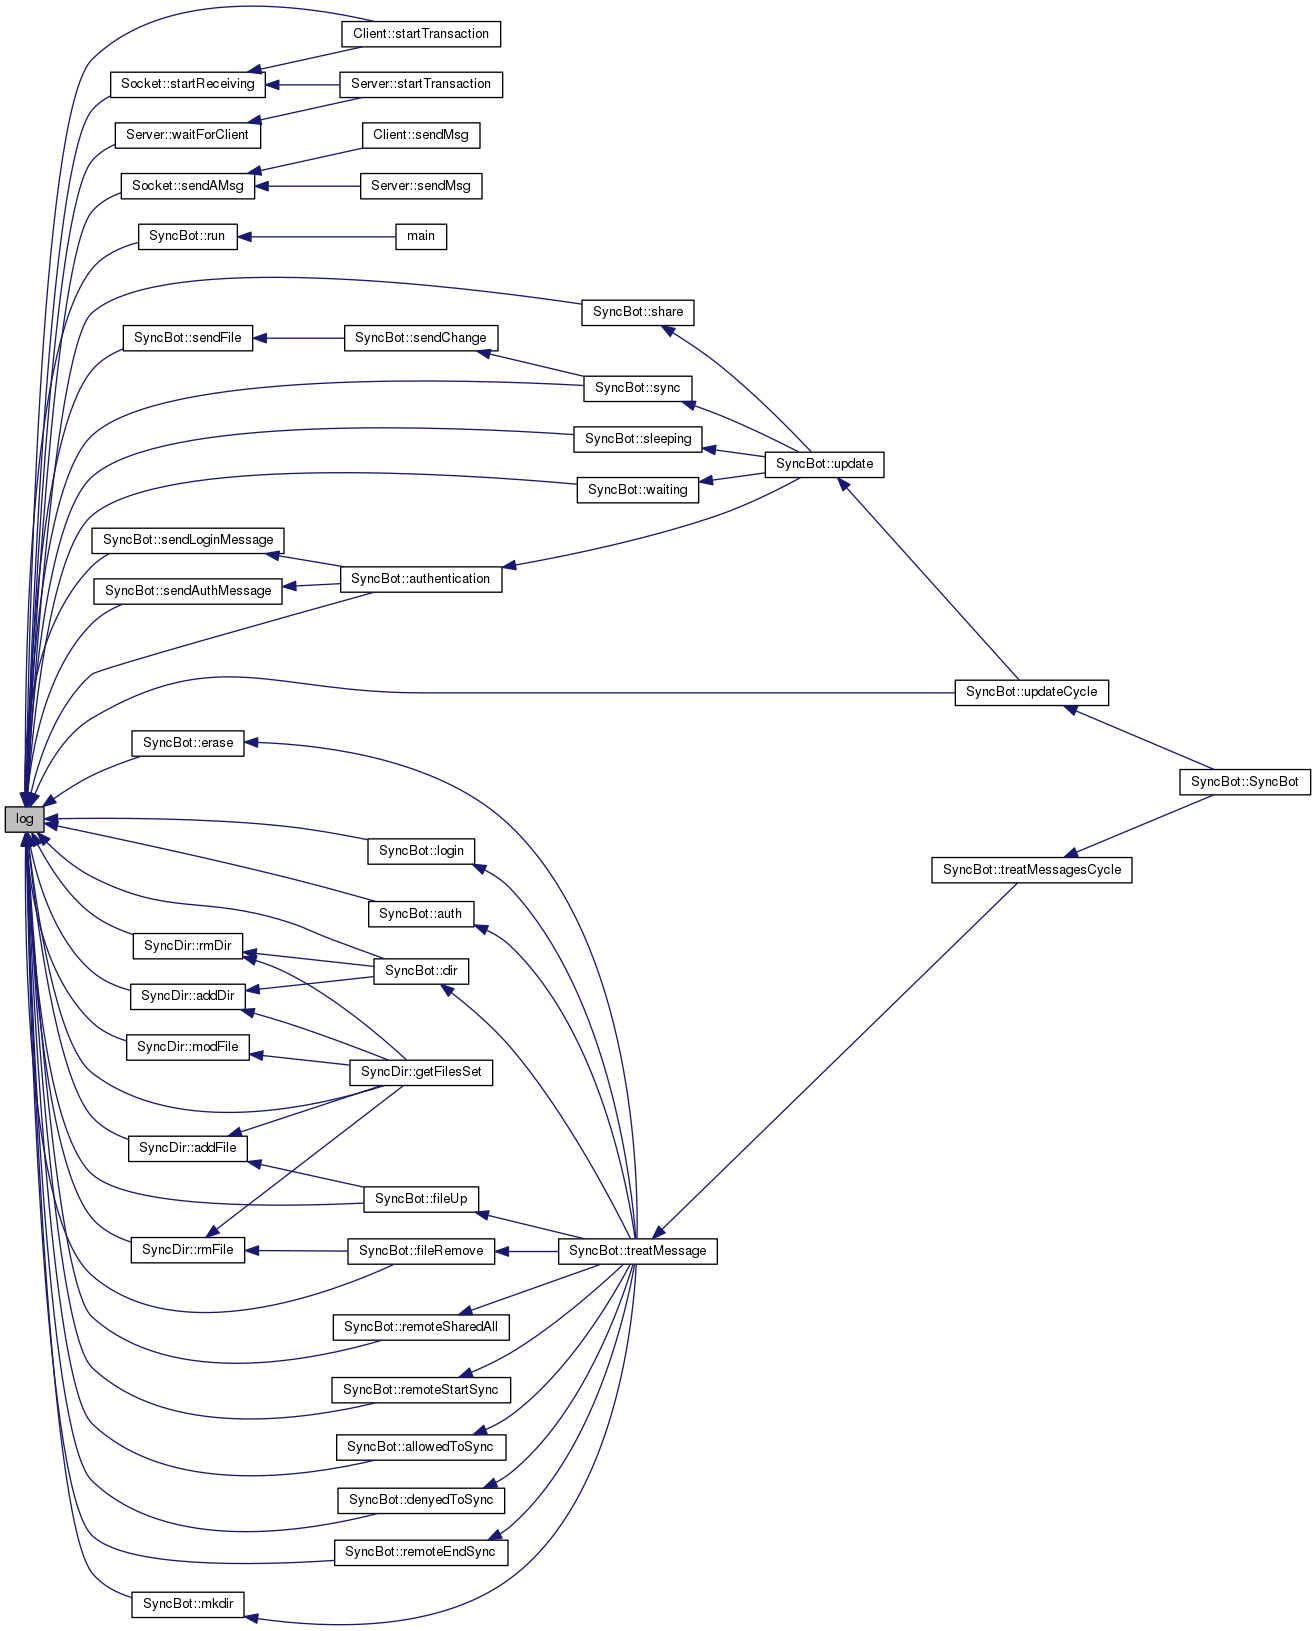 Client::startTransaction
Socket::startReceiving
Server::startTransaction
Server::waitForClient
Client::sendMsg
Socket::sendAMsg
Server::sendMsg
SyncBot::run
main
SyncBot::share
SyncBot::sendFile
SyncBot::sendChange
SyncBot::sync
SyncBot::sleeping
SyncBot::update
SyncBot::waiting
SyncBot::sendLoginMessage
SyncBot::authentication
SyncBot::sendAuthMessage
SyncBot::updateCycle
SyncBot::erase
SyncBot::SyncBot
log
SyncBot::login
SyncBot::treatMessagesCycle
SyncBot::auth
SyncDir::rmDir
SyncBot::dir
SyncDir::addDir
SyncDir::modFile
SyncDir::getFilesSet
SyncDir::addFile
SyncBot::fileUp
SyncDir::rmFile
SyncBot::fileRemove
SyncBot::treatMessage
SyncBot::remoteSharedAll
SyncBot::remoteStartSync
SyncBot::allowedToSync
SyncBot::denyedToSync
SyncBot::remoteEndSync
SyncBot::mkdir